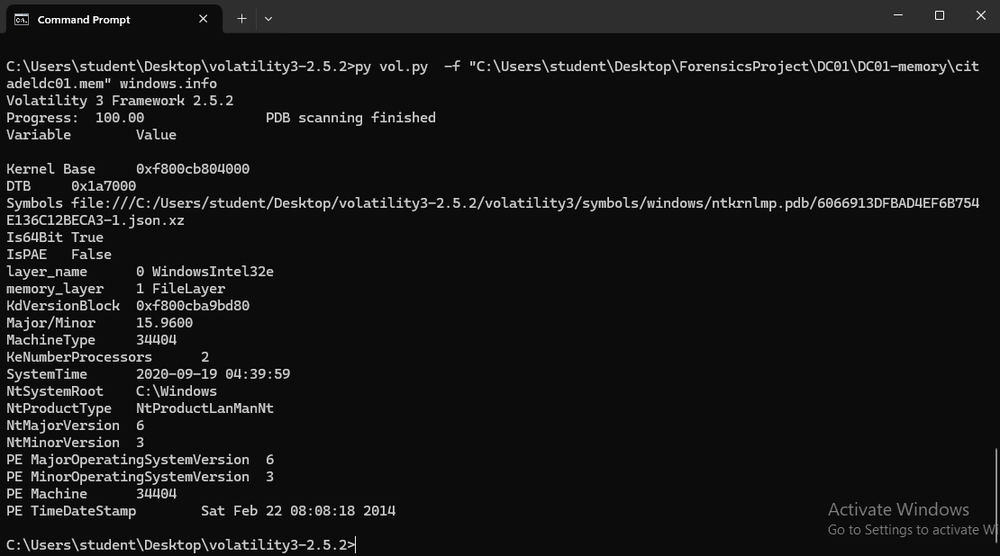 Command Prompt
C:\Users\student\Desktop\volatility3-2.5.2>py vol.py  -f "C:\Users\student\Desktop\ForensicsProject\DC01\DC01-memory\cit
adeldc01.mem" windows.info
Volatility 3 Framework 2.5.2
Progress:  100.00               PDB scanning finished
Variable        Value
Kernel Base     0xf800cb804000
DTB     0x1a7000
Symbols file:///C:/Users/student/Desktop/volatility3-2.5.2/volatility3/symbols/windows/ntkrnlmp.pdb/6066913DFBAD4EF6B754
E136C12BECA3-1.json.xz
Is64Bit True
IsPAE   False
layer_name      0 WindowsIntel32e
memory_layer    1 FileLayer
KdVersionBlock  0xf800cba9bd80
Major/Minor     15.9600
MachineType     34404
KeNumberProcessors      2
SystemTime      2020-09-19 04:39:59
NtSystemRoot    C:\Windows
NtProductType   NtProductLanManNt
NtMajorVersion  6
NtMinorVersion  3
PE MajorOperatingSystemVersion  6
PE MinorOperatingSystemVersion  3
PE Machine      34404
PE TimeDateStamp        Sat Feb 22 08:08:18 2014
Activate Windows
Go to Settings to activate Wi
C:\Users\student\Desktop\volatility3-2.5.2>